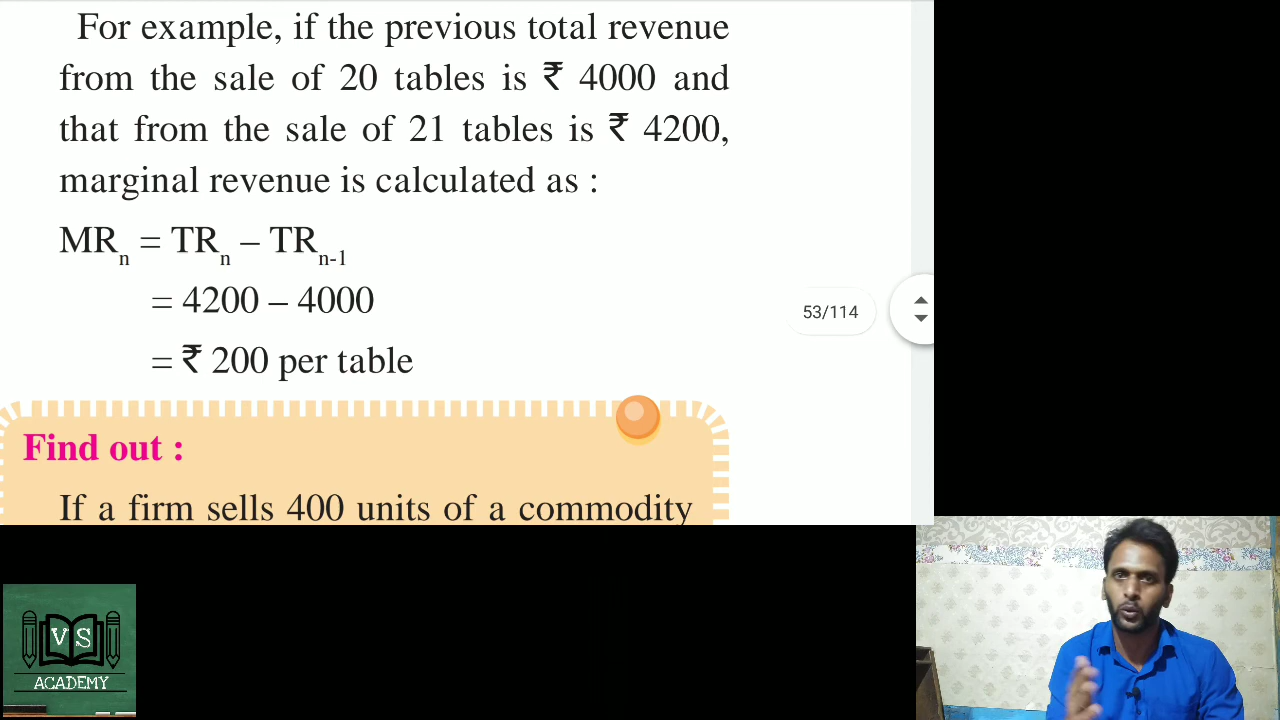 For example, if the previous total revenue
from the sale of 20 tables is ₹ 4000 and
that from the sale of 21 tables is ₹ 4200,
marginal revenue is calculated as :
MRn = TRn – TRn-1
= 4200 – 4000
= ₹ 200 per table
53/114
Find out :
If a firm sells 400 units of a commodity
V S
ACADEMY